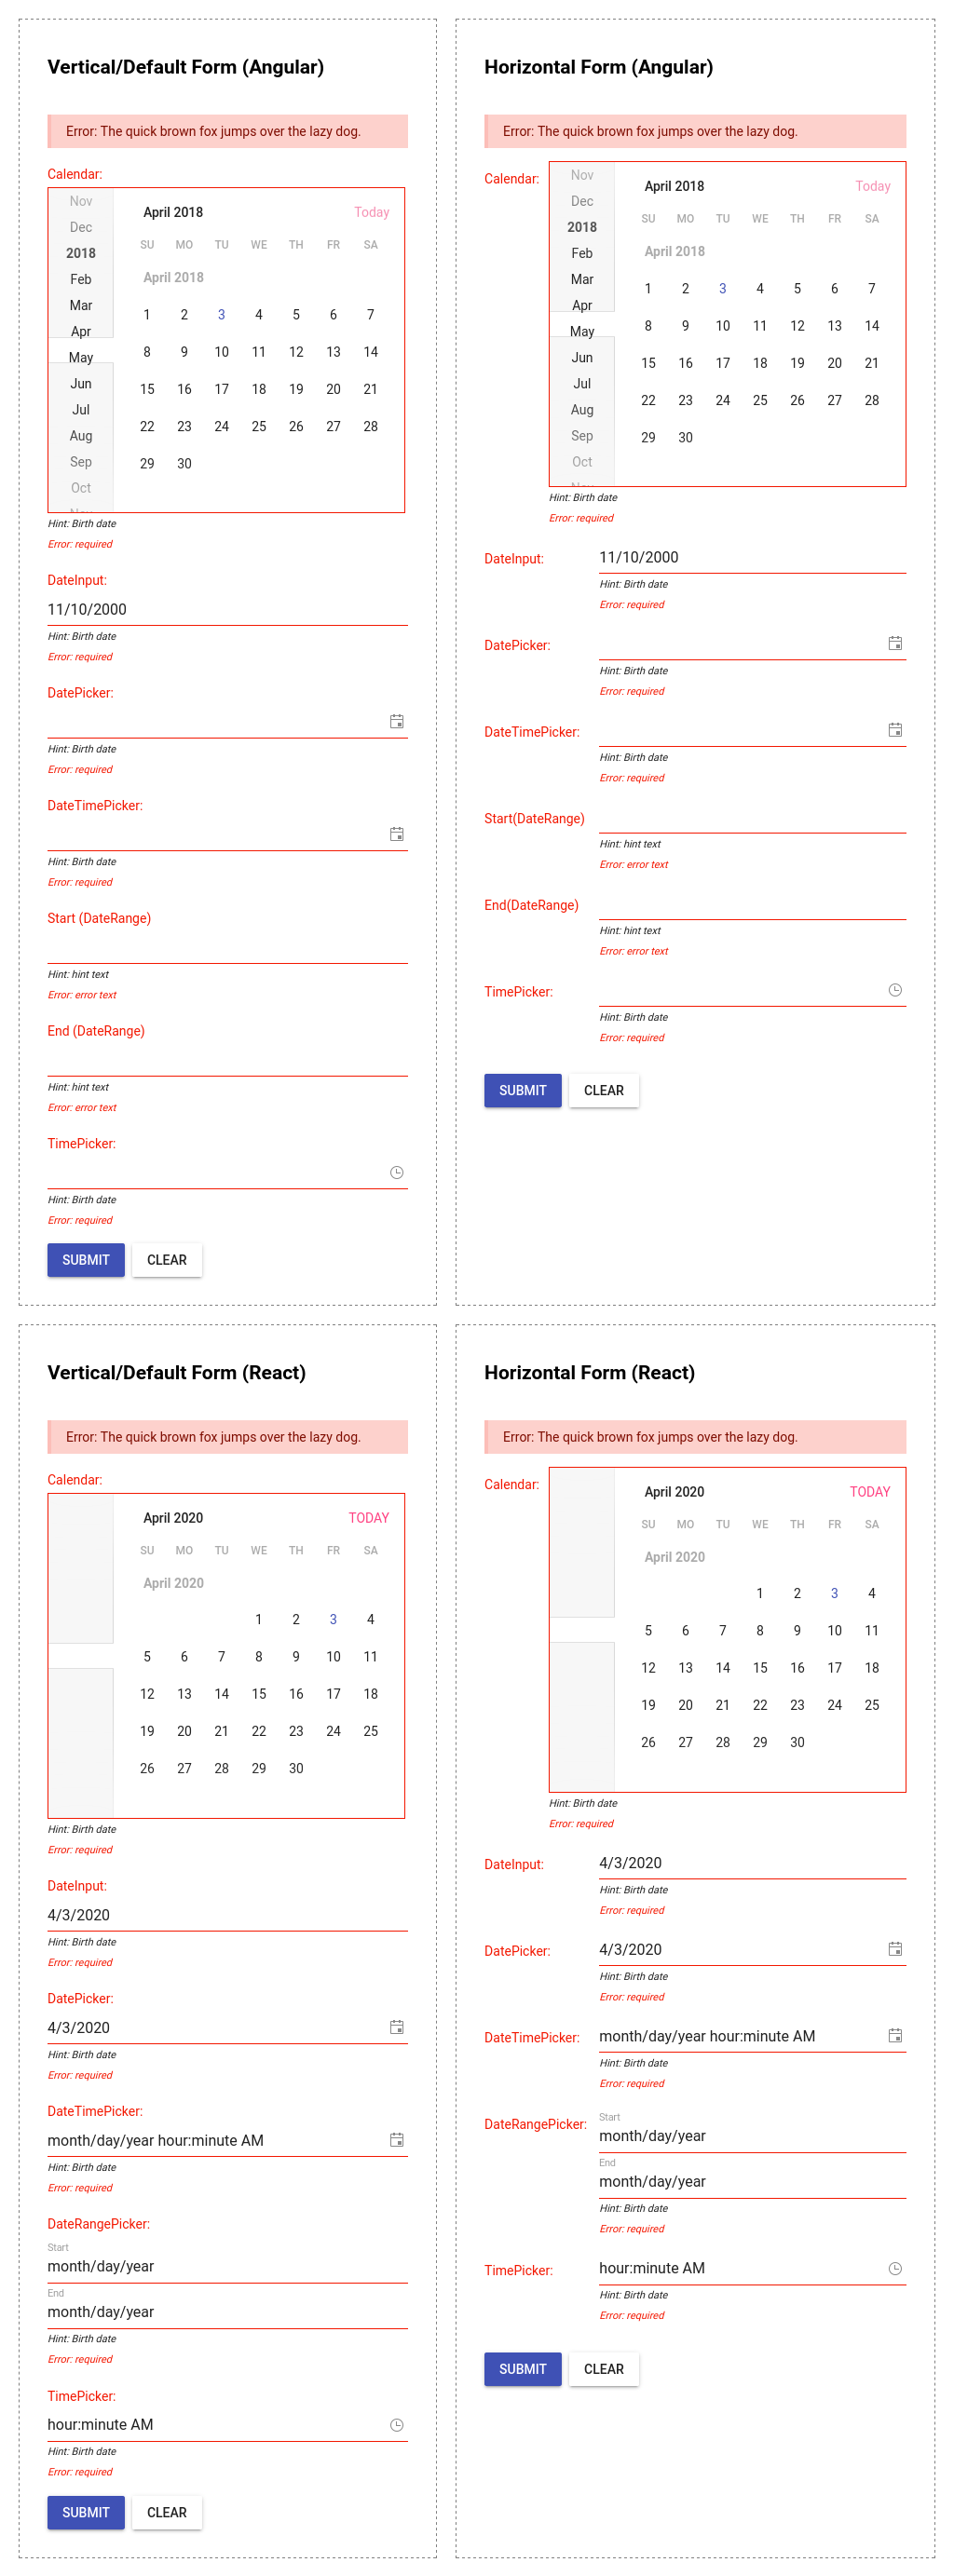 Vertical/Default Form (Angular)
Error: The quick brown fox jumps over the lazy dog.
Calendar:
Nov
Dec
2018
Feb
Mar
Apr
May
Jun
Jul
Aug
Sep
Oct
April 2018 Today
SU MO TU WE TH FR SA
April 2018
1 2 3 4 5 6 7
8 9 10 11 12 13 14
15 16 17 18 19 20 21
22 23 24 25 26 27 28
29 30
Hint: Birth date
Error: required
DateInput:
11/10/2000
Hint: Birth date
Error: required
DatePicker:
Hint: Birth date
Error: required
DateTimePicker:
Hint: Birth date
Error: required
Start (DateRange)
Hint: hint text
Error: error text
End (DateRange)
Hint: hint text
Error: error text
TimePicker:
Hint: Birth date
Error: required
SUBMIT CLEAR
Horizontal Form (Angular)
Error: The quick brown fox jumps over the lazy dog.
Calendar:
Nov
Dec
2018
Feb
Mar
Apr
May
Jun
Jul
Aug
Sep
Oct
April 2018 Today
SU MO TU WE TH FR SA
April 2018
1 2 3 4 5 6 7
8 9 10 11 12 13 14
15 16 17 18 19 20 21
22 23 24 25 26 27 28
29 30
Hint: Birth date
Error: required
DateInput: 11/10/2000
Hint: Birth date
Error: required
DatePicker:
Hint: Birth date
Error: required
DateTimePicker:
Hint: Birth date
Error: required
Start(DateRange)
Hint: hint text
Error: error text
End(DateRange)
Hint: hint text
Error: error text
TimePicker:
Hint: Birth date
Error: required
SUBMIT CLEAR
Vertical/Default Form (React)
Error: The quick brown fox jumps over the lazy dog.
Calendar:
April 2020 TODAY
SU MO TU WE TH FR SA
April 2020
1 2 3 4
5 6 7 8 9 10 11
12 13 14 15 16 17 18
19 20 21 22 23 24 25
26 27 28 29 30
Hint: Birth date
Error: required
DateInput:
4/3/2020
Hint: Birth date
Error: required
DatePicker:
4/3/2020
Hint: Birth date
Error: required
DateTimePicker:
month/day/year hour:minute AM
Hint: Birth date
Error: required
DateRangePicker:
Start
month/day/year
End
month/day/year
Hint: Birth date
Error: required
TimePicker:
hour:minute AM
Hint: Birth date
Error: required
SUBMIT CLEAR
Horizontal Form (React)
Error: The quick brown fox jumps over the lazy dog.
Calendar:
April 2020 TODAY
SU MO TU WE TH FR SA
April 2020
1 2 3 4
5 6 7 8 9 10 11
12 13 14 15 16 17 18
19 20 21 22 23 24 25
26 27 28 29 30
Hint: Birth date
Error: required
DateInput: 4/3/2020
Hint: Birth date
Error: required
DatePicker: 4/3/2020
Hint: Birth date
Error: required
DateTimePicker: month/day/year hour:minute AM
Hint: Birth date
Error: required
DateRangePicker:
Start
month/day/year
End
month/day/year
Hint: Birth date
Error: required
TimePicker: hour:minute AM
Hint: Birth date
Error: required
SUBMIT CLEAR